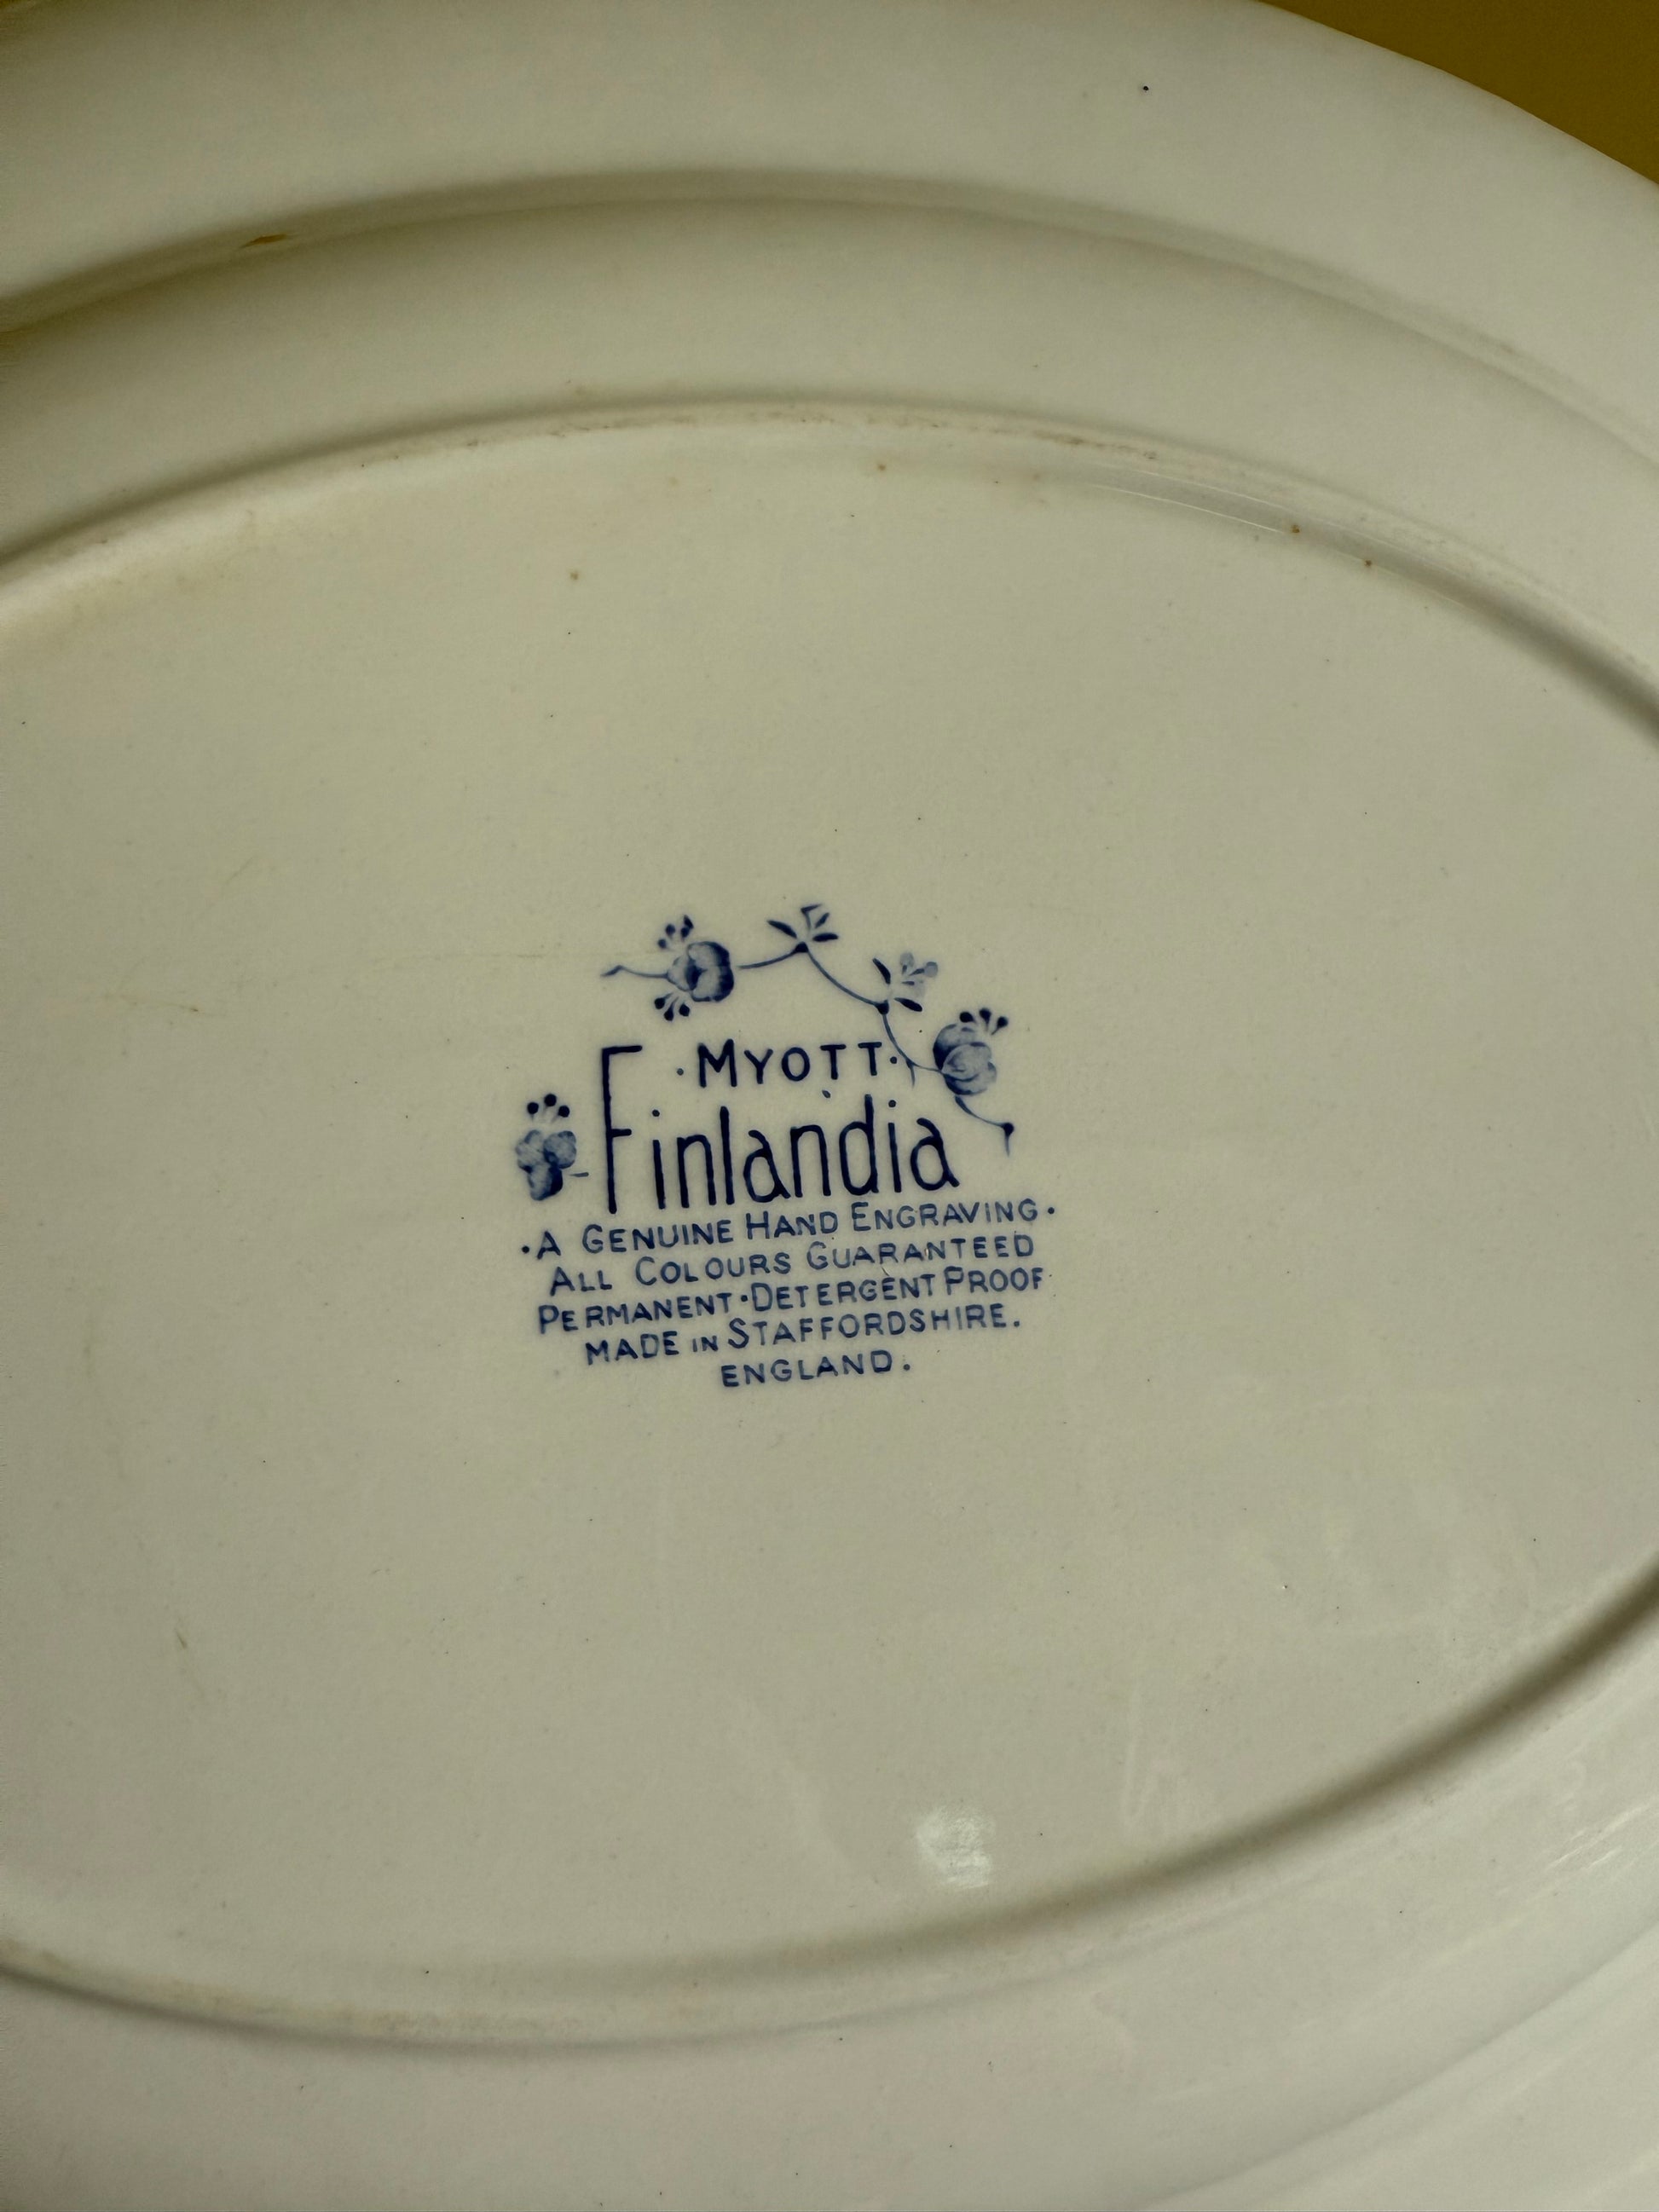 ·MYOTT·
Finlandia
·A GENUINE HAND ENGRAVING·
ALL COLOURS GUARANTEED
PERMANENT·DETERGENT PROOF·
MADE IN STAFFORDSHIRE.
ENGLAND.